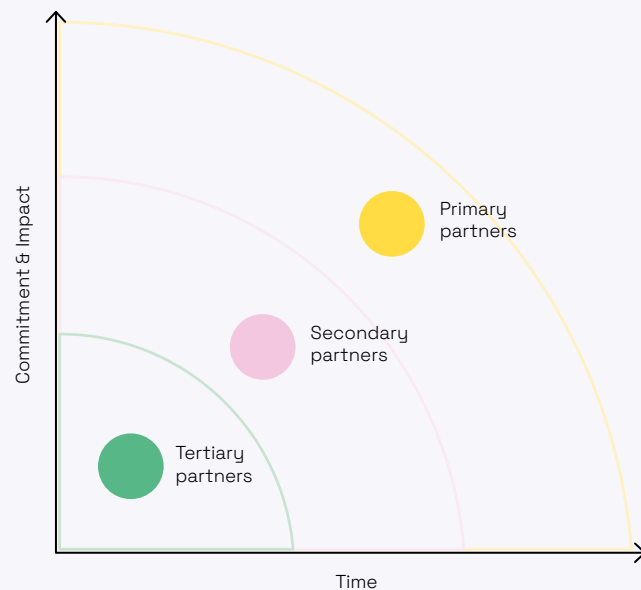 Commitment & Impact
Primary
partners
Secondary
partners
Tertiary
partners
Time